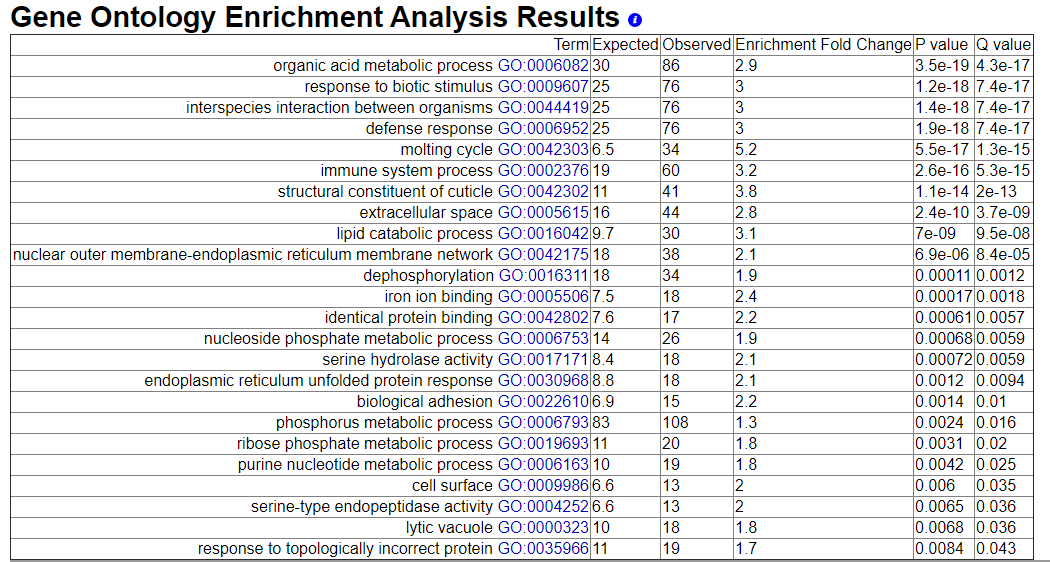 Gene Ontology Enrichment Analysis Results i
Term Expected Observed Enrichment Fold Change P value Q value
organic acid metabolic process GO:0006082 30 86 2.9 3.5e-19 4.3e-17
response to biotic stimulus GO:0009607 25 76 3 1.2e-18 7.4e-17
interspecies interaction between organisms GO:0044419 25 76 3 1.4e-18 7.4e-17
defense response GO:0006952 25 76 3 1.9e-18 7.4e-17
molting cycle GO:0042303 6.5 34 5.2 5.5e-17 1.3e-15
immune system process GO:0002376 19 60 3.2 2.6e-16 5.3e-15
structural constituent of cuticle GO:0042302 11 41 3.8 1.1e-14 2e-13
extracellular space GO:0005615 16 44 2.8 2.4e-10 3.7e-09
lipid catabolic process GO:0016042 9.7 30 3.1 7e-09 9.5e-08
nuclear outer membrane-endoplasmic reticulum membrane network GO:0042175 18 38 2.1 6.9e-06 8.4e-05
dephosphorylation GO:0016311 18 34 1.9 0.00011 0.0012
iron ion binding GO:0005506 7.5 18 2.4 0.00017 0.0018
identical protein binding GO:0042802 7.6 17 2.2 0.00061 0.0057
nucleoside phosphate metabolic process GO:0006753 14 26 1.9 0.00068 0.0059
serine hydrolase activity GO:0017171 8.4 18 2.1 0.00072 0.0059
endoplasmic reticulum unfolded protein response GO:0030968 8.8 18 2.1 0.0012 0.0094
biological adhesion GO:0022610 6.9 15 2.2 0.0014 0.01
phosphorus metabolic process GO:0006793 83 108 1.3 0.0024 0.016
ribose phosphate metabolic process GO:0019693 11 20 1.8 0.0031 0.02
purine nucleotide metabolic process GO:0006163 10 19 1.8 0.0042 0.025
cell surface GO:0009986 6.6 13 2 0.006 0.035
serine-type endopeptidase activity GO:0004252 6.6 13 2 0.0065 0.036
lytic vacuole GO:0000323 10 18 1.8 0.0068 0.036
response to topologically incorrect protein GO:0035966 11 19 1.7 0.0084 0.043